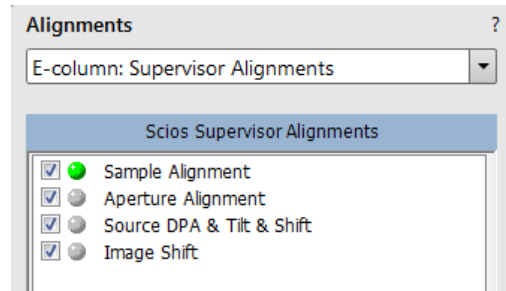 Alignments ?
E-column: Supervisor Alignments
Scios Supervisor Alignments
Sample Alignment
Aperture Alignment
Source DPA & Tilt & Shift
Image Shift